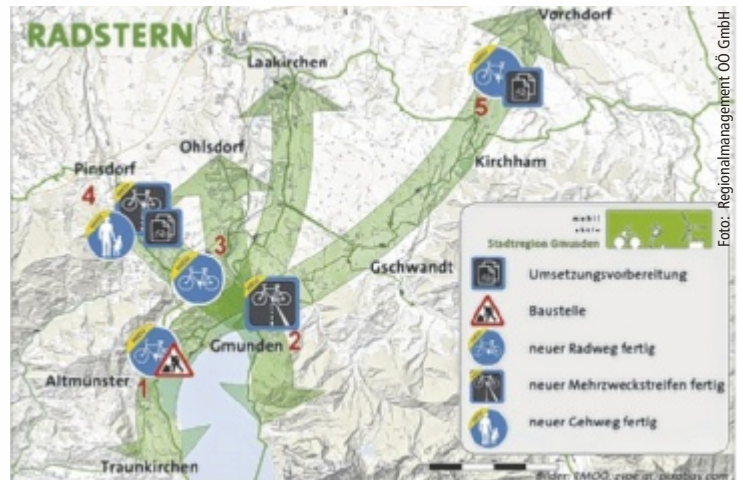 RADSTERN
Vorchdorf
Laakirchen
5
Ohlsdorf
Kirchham
Pinsdorf
4
3
Gschwandt
Gmunden 2
Altmünster 1
Traunkirchen
mobil
Stadtregion Gmunden
Umsetzungsvorbereitung
Baustelle
neuer Radweg fertig
neuer Mehrzweckstreifen fertig
neuer Gehweg fertig
Foto: Regionalmanagement OÖ GmbH